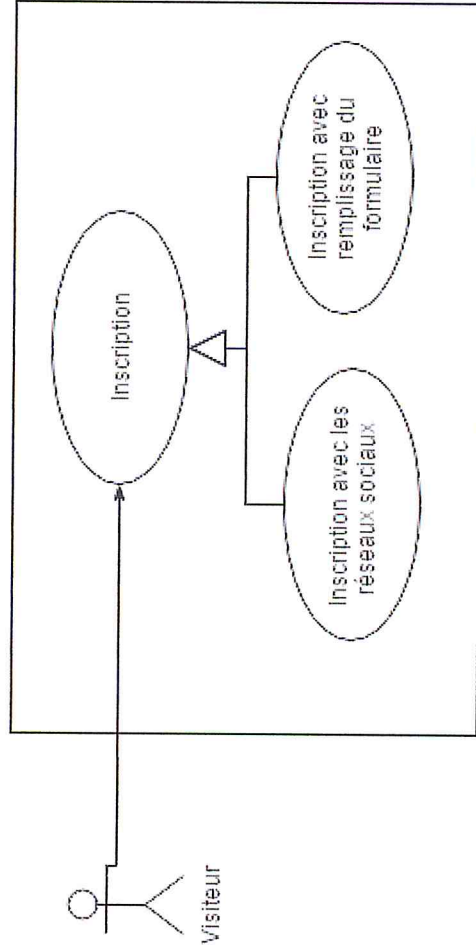 Visiteur
Inscription
Inscription avec les
réseaux sociaux
Inscription avec
remplissage du
formulaire